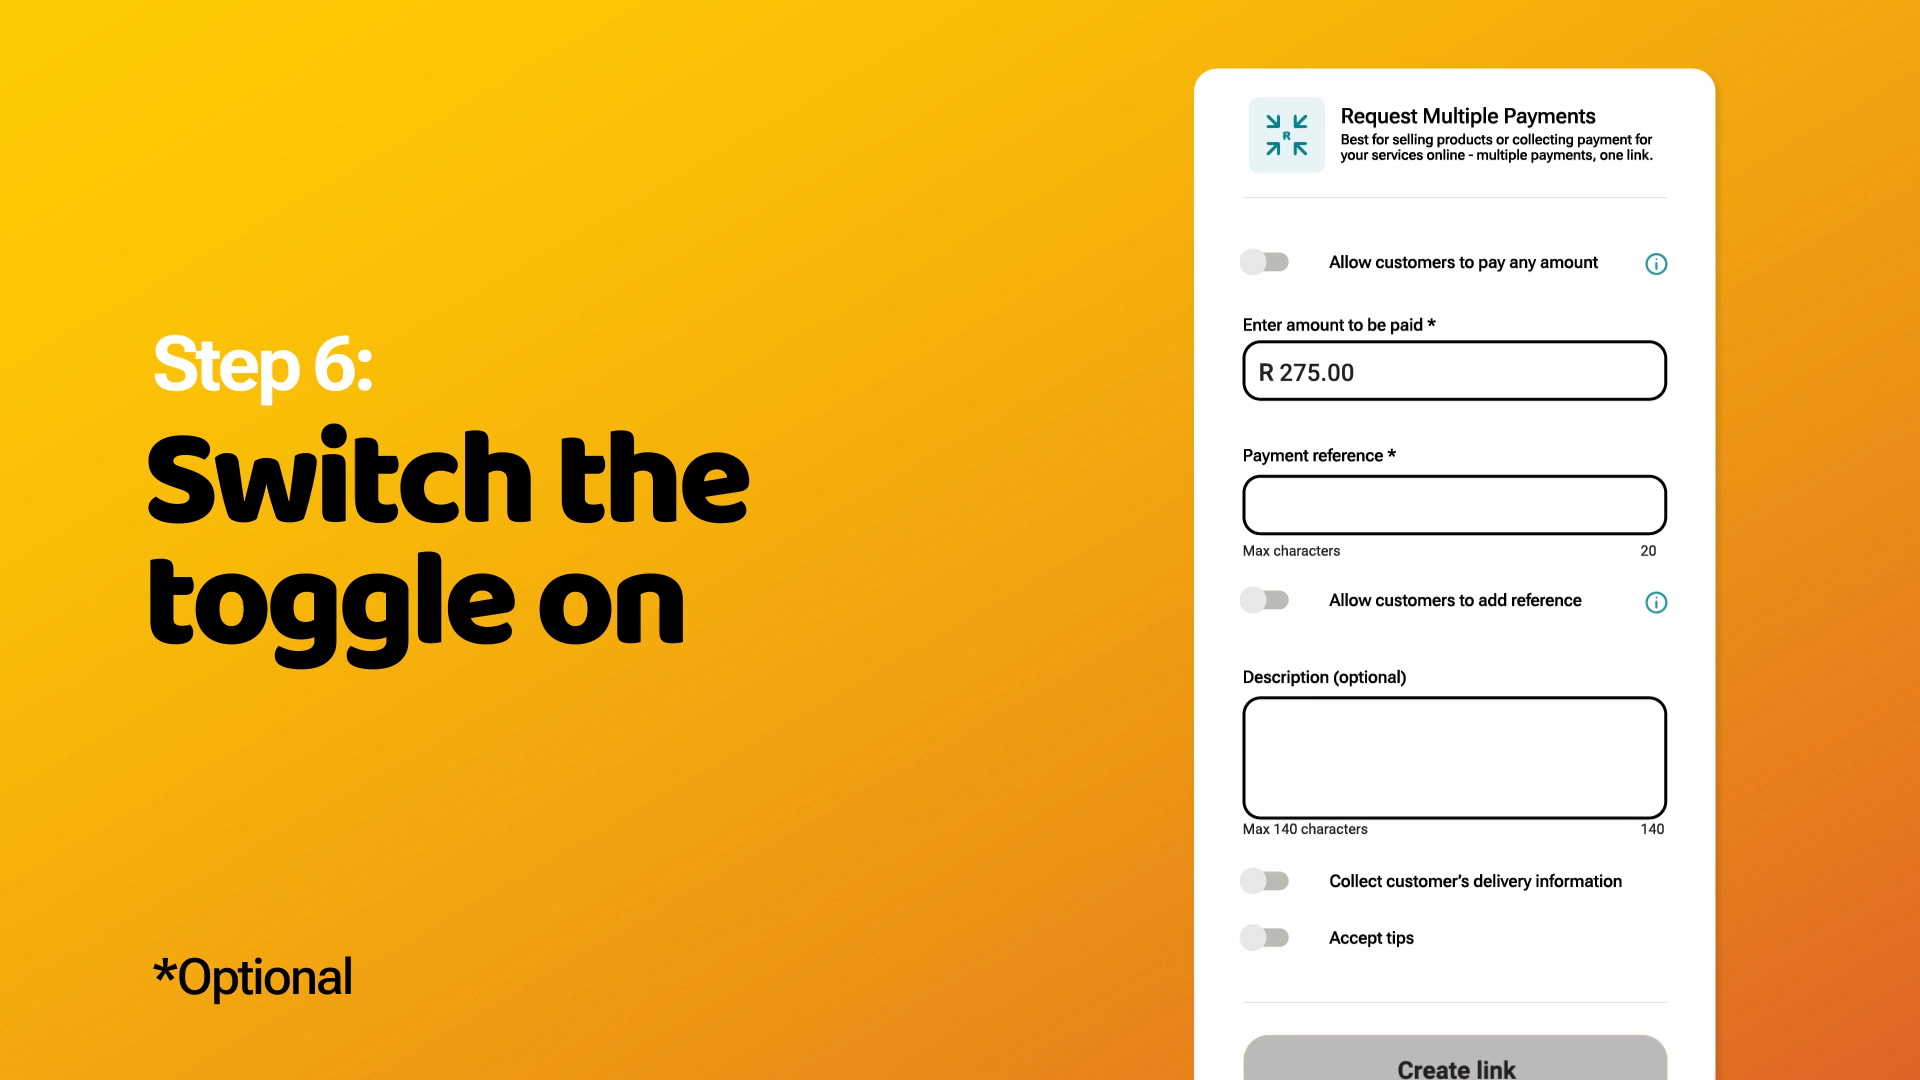 Step 6:
Switch the
toggle on
*Optional
R
Request Multiple Payments
Best for selling products or collecting payment for
your services online - multiple payments, one link.
Allow customers to pay any amount
Enter amount to be paid *
R 275.00
Payment reference *
Max characters 20
Allow customers to add reference
Description (optional)
Max 140 characters 140
Collect customer’s delivery information
Accept tips
Create link